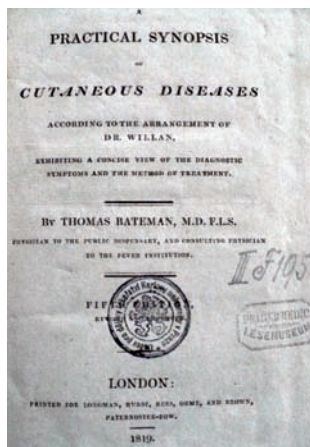 A
PRACTICAL SYNOPSIS
OF
CUTANEOUS DISEASES
ACCORDING TO THE ARRANGEMENT OF
DR. WILLAN,
EXHIBITING A CONCISE VIEW OF THE DIAGNOSTIC
SYMPTOMS AND THE METHOD OF TREATMENT.
BY THOMAS BATEMAN, M.D. F.L.S.
PHYSICIAN TO THE PUBLIC DISPENSARY, AND CONSULTING PHYSICIAN
TO THE FEVER INSTITUTION.
FIFTH EDITION,
LESEMUSEUM
LONDON:
PRINTED FOR LONGMAN, HURST, REES, ORME, AND BROWN,
PATERNOSTER-ROW.
1819.